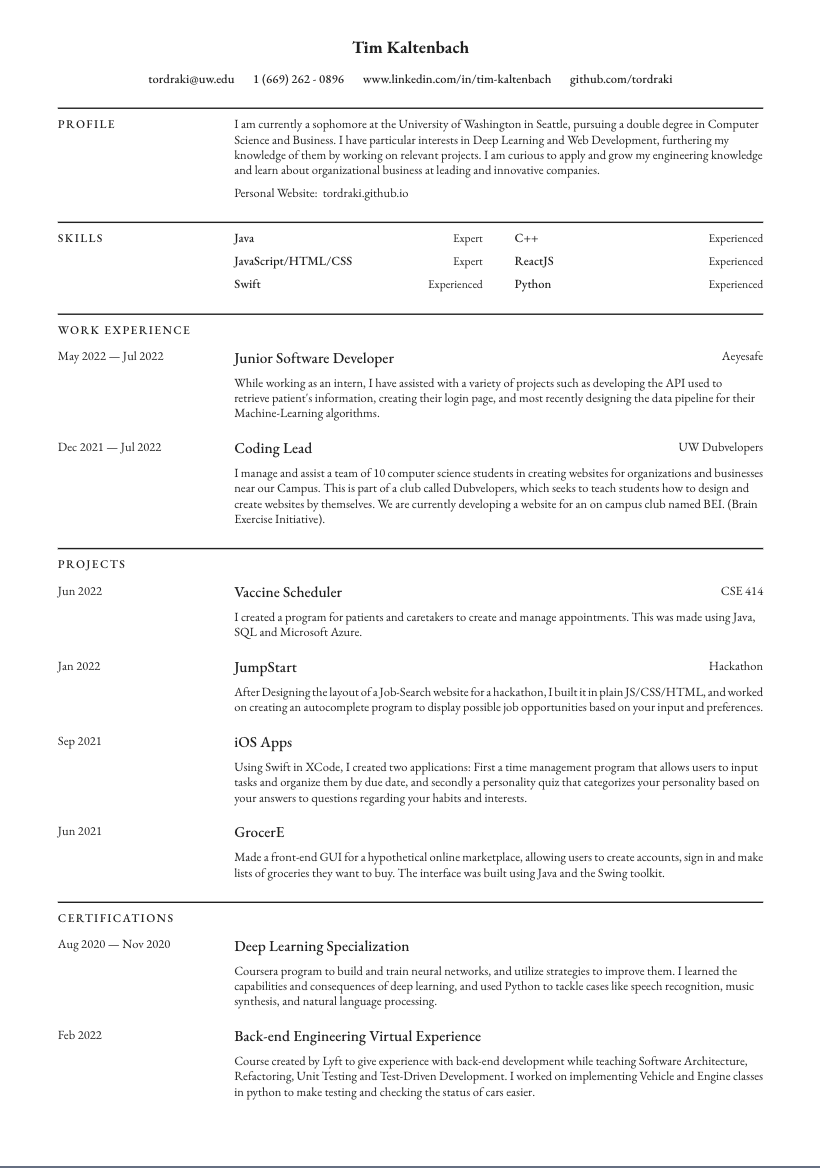 Tim Kaltenbach
tordraki@uw.edu 1 (669) 262 - 0896 www.linkedin.com/in/tim-kaltenbach github.com/tordraki
PROFILE
I am currently a sophomore at the University of Washington in Seattle, pursuing a double degree in Computer
Science and Business. I have particular interests in Deep Learning and Web Development, furthering my
knowledge of them by working on relevant projects. I am curious to apply and grow my engineering knowledge
and learn about organizational business at leading and innovative companies.
Personal Website: tordraki.github.io
SKILLS
Java Expert C++ Experienced
JavaScript/HTML/CSS Expert ReactJS Experienced
Swift Experienced Python Experienced
WORK EXPERIENCE
May 2022 — Jul 2022 Junior Software Developer Aeyesafe
While working as an intern, I have assisted with a variety of projects such as developing the API used to
retrieve patient's information, creating their login page, and most recently designing the data pipeline for their
Machine-Learning algorithms.
Dec 2021 — Jul 2022 Coding Lead UW Dubvelopers
I manage and assist a team of 10 computer science students in creating websites for organizations and businesses
near our Campus. This is part of a club called Dubvelopers, which seeks to teach students how to design and
create websites by themselves. We are currently developing a website for an on campus club named BEI. (Brain
Exercise Initiative).
PROJECTS
Jun 2022 Vaccine Scheduler CSE 414
I created a program for patients and caretakers to create and manage appointments. This was made using Java,
SQL and Microsoft Azure.
Jan 2022 JumpStart Hackathon
After Designing the layout of a Job-Search website for a hackathon, I built it in plain JS/CSS/HTML, and worked
on creating an autocomplete program to display possible job opportunities based on your input and preferences.
Sep 2021 iOS Apps
Using Swift in XCode, I created two applications: First a time management program that allows users to input
tasks and organize them by due date, and secondly a personality quiz that categorizes your personality based on
your answers to questions regarding your habits and interests.
Jun 2021 GrocerE
Made a front-end GUI for a hypothetical online marketplace, allowing users to create accounts, sign in and make
lists of groceries they want to buy. The interface was built using Java and the Swing toolkit.
CERTIFICATIONS
Aug 2020 — Nov 2020 Deep Learning Specialization
Coursera program to build and train neural networks, and utilize strategies to improve them. I learned the
capabilities and consequences of deep learning, and used Python to tackle cases like speech recognition, music
synthesis, and natural language processing.
Feb 2022 Back-end Engineering Virtual Experience
Course created by Lyft to give experience with back-end development while teaching Software Architecture,
Refactoring, Unit Testing and Test-Driven Development. I worked on implementing Vehicle and Engine classes
in python to make testing and checking the status of cars easier.